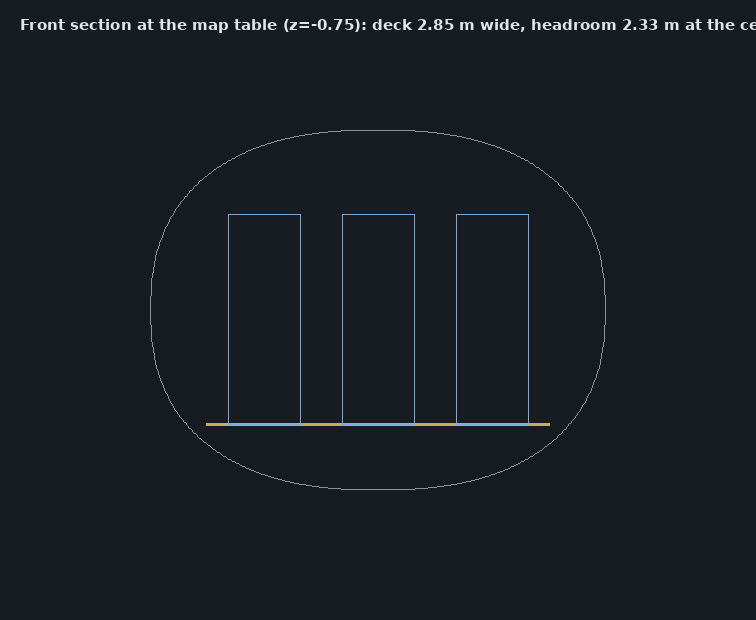 Front section at the map table (z=-0.75): deck 2.85 m wide, headroom 2.33 m at the ce